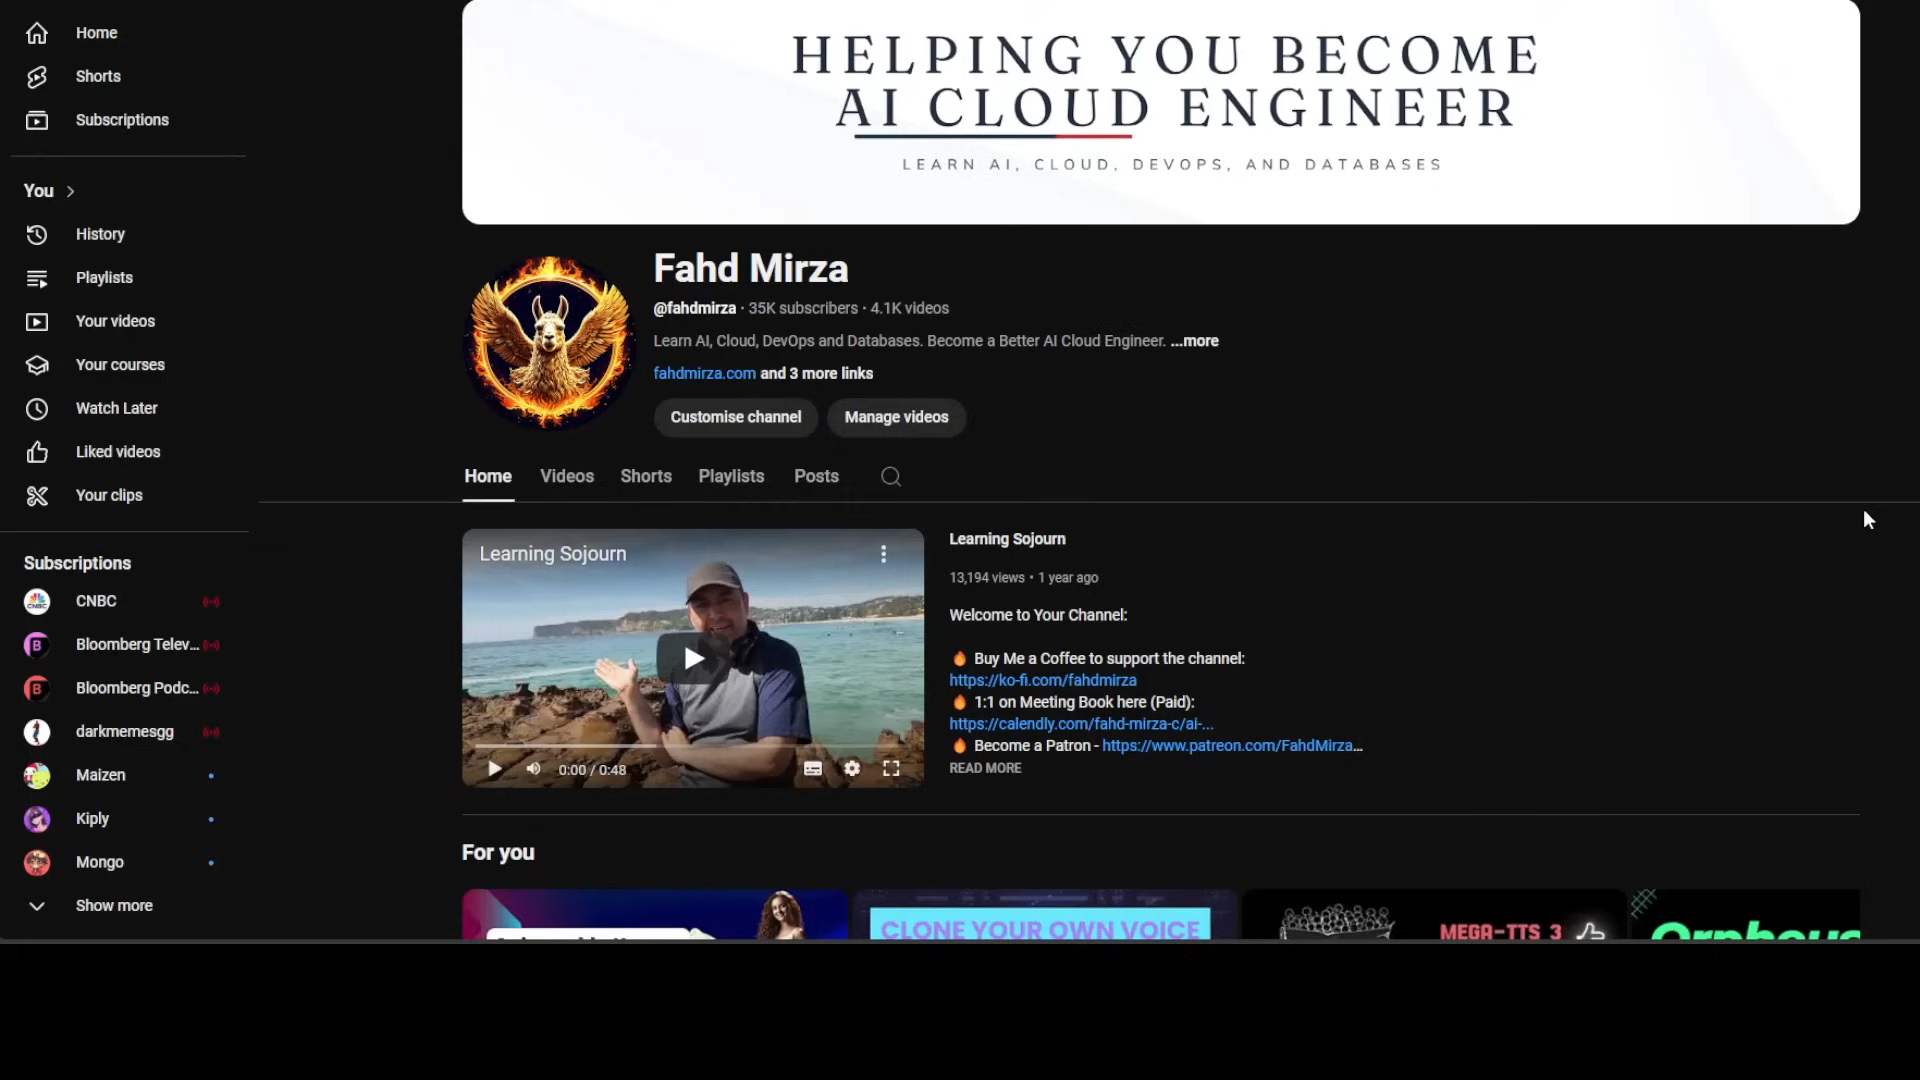 Home
Shorts
Subscriptions
You
History
Playlists
Your videos
Your courses
Watch Later
Liked videos
Your clips
Subscriptions
CNBC
Bloomberg Telev...
Bloomberg Podc...
darkmemesgg
Maizen
Kiply
Mongo
Show more
HELPING YOU BECOME
AI CLOUD ENGINEER
LEARN AI, CLOUD, DEVOPS, AND DATABASES
Fahd Mirza
@fahdmirza · 35K subscribers · 4.1K videos
Learn AI, Cloud, DevOps and Databases. Become a Better AI Cloud Engineer. ...more
fahdmirza.com and 3 more links
Customise channel
Manage videos
Home Videos Shorts Playlists Posts
Learning Sojourn
0:00 / 0:48
Learning Sojourn
13,194 views • 1 year ago
Welcome to Your Channel:
🔥 Buy Me a Coffee to support the channel:
https://ko-fi.com/fahdmirza
🔥 1:1 on Meeting Book here (Paid):
https://calendly.com/fahd-mirza-c/ai-...
🔥 Become a Patron - https://www.patreon.com/FahdMirza...
READ MORE
For you
CLONE YOUR OWN VOICE
MEGA-TTS 3
Orpheus